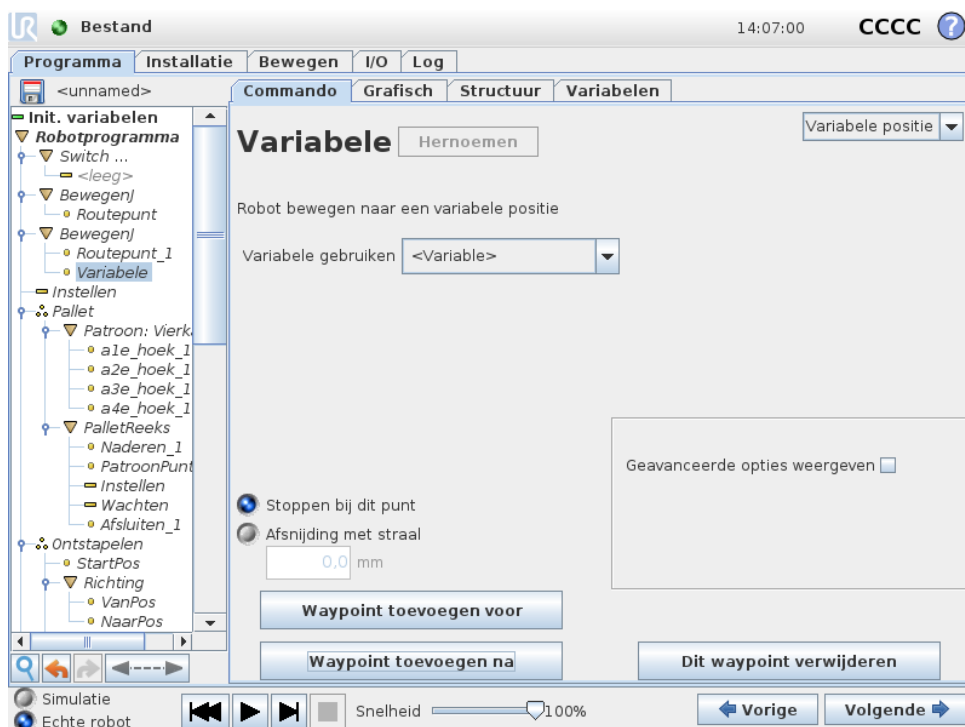 UR Bestand 14:07:00 CCCC ?
Programma Installatie Bewegen I/O Log
<unnamed> Commando Grafisch Structuur Variabelen
Init. variabelen
Robotprogramma
Switch ...
<leeg>
BewegenJ
Routepunt
BewegenJ
Routepunt_1
Variabele
Instellen
Pallet
Patroon: Vierk
a1e_hoek_1
a2e_hoek_1
a3e_hoek_1
a4e_hoek_1
PalletReeks
Naderen_1
PatroonPunt
Instellen
Wachten
Afsluiten_1
Ontstapelen
StartPos
Richting
VanPos
NaarPos
Variabele Hernoemen Variabele positie
Robot bewegen naar een variabele positie
Variabele gebruiken <Variable>
Geavanceerde opties weergeven
Stoppen bij dit punt
Afsnijding met straal
0,0 mm
Waypoint toevoegen voor
Waypoint toevoegen na Dit waypoint verwijderen
Simulatie
Echte robot
Snelheid 100% Vorige Volgende